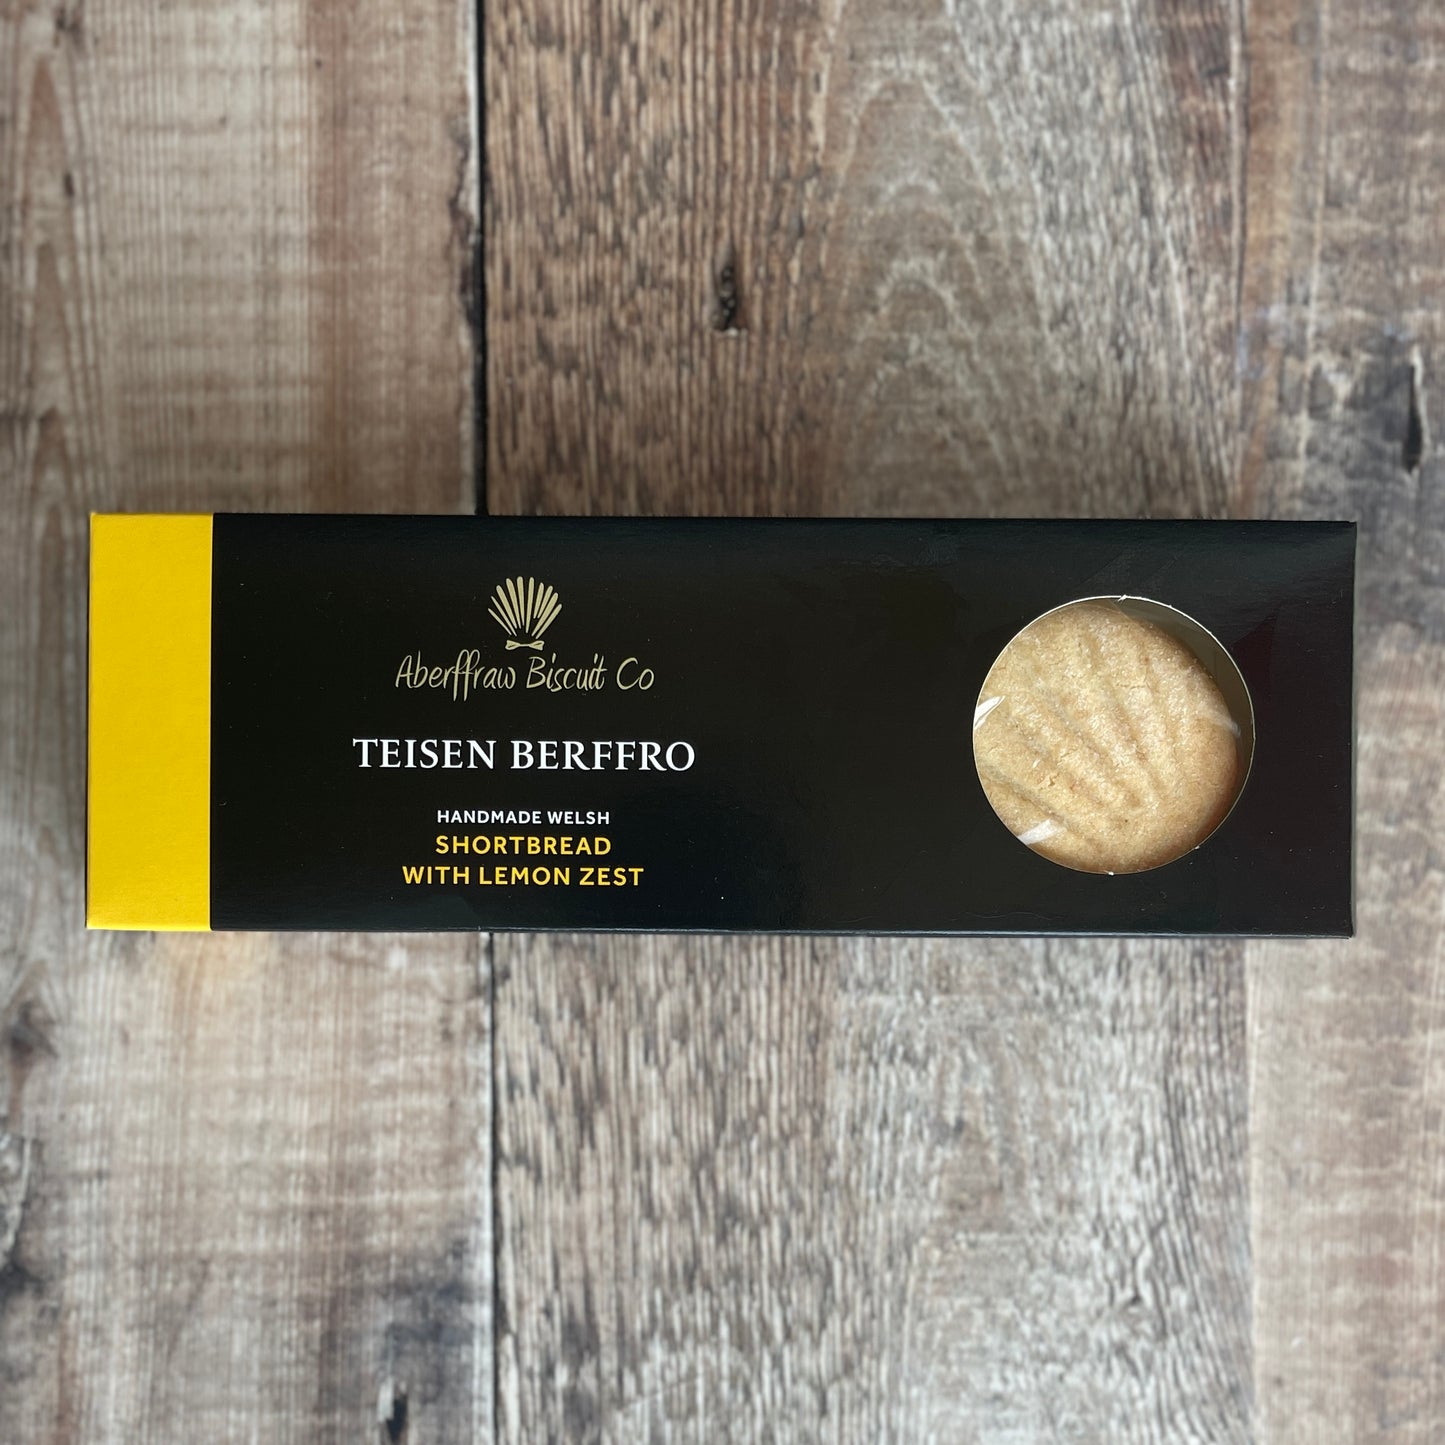 Aberffraw Biscuit Co
TEISEN BERFFRO
HANDMADE WELSH
SHORTBREAD
WITH LEMON ZEST